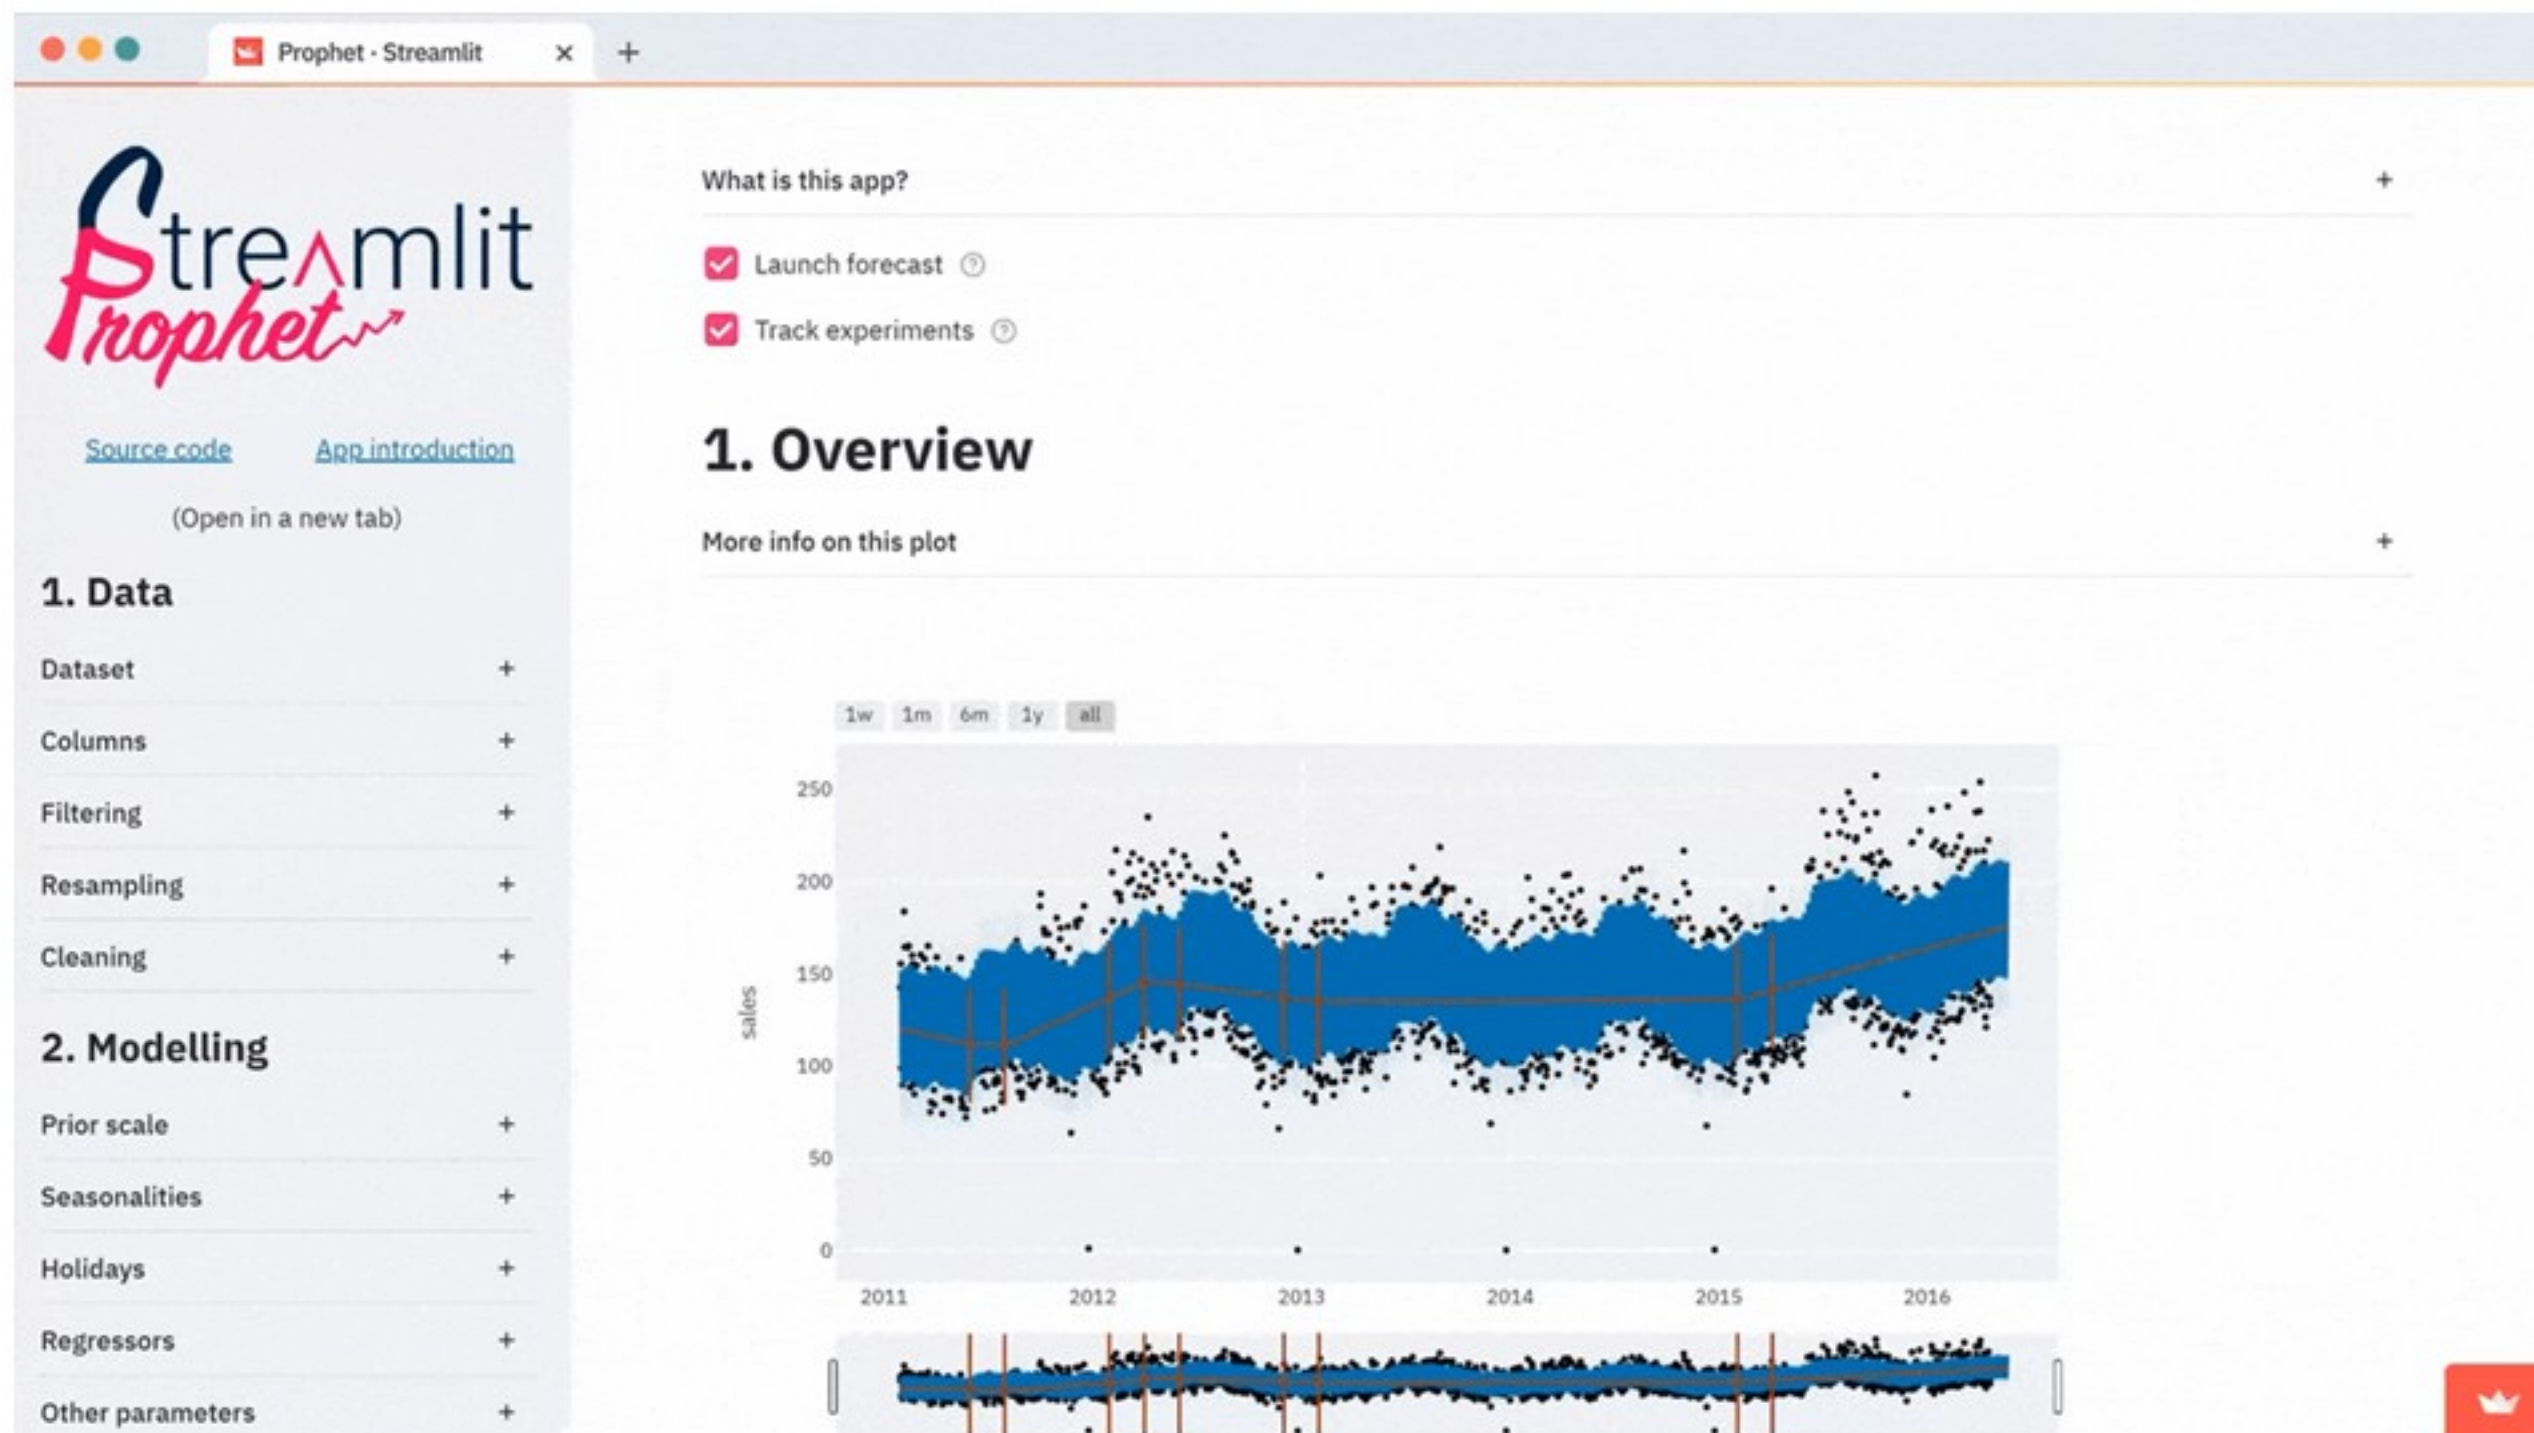 Prophet · Streamlit
Streamlit
Prophet
Source code App introduction
(Open in a new tab)
1. Data
Dataset
Columns
Filtering
Resampling
Cleaning
2. Modelling
Prior scale
Seasonalities
Holidays
Regressors
Other parameters
What is this app?
Launch forecast
Track experiments
1. Overview
More info on this plot
1w 1m 6m 1y all
250
200
150
100
50
0
sales
2011 2012 2013 2014 2015 2016